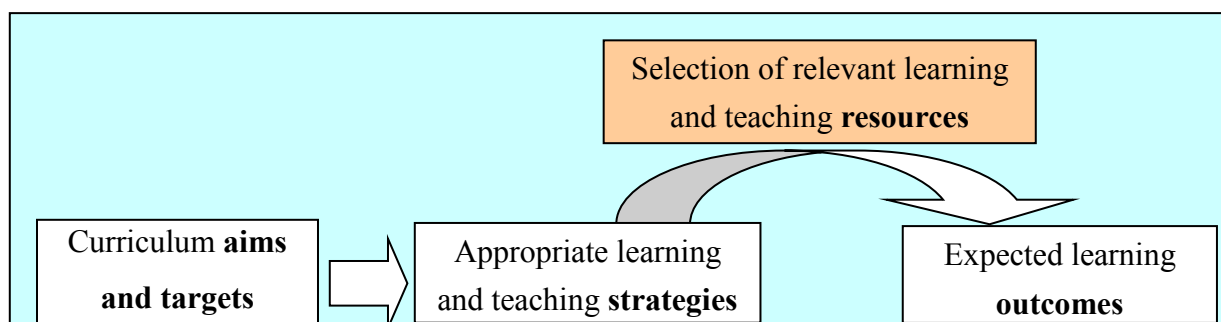 Selection of relevant learning
and teaching resources
Curriculum aims
and targets
Appropriate learning
and teaching strategies
Expected learning
outcomes